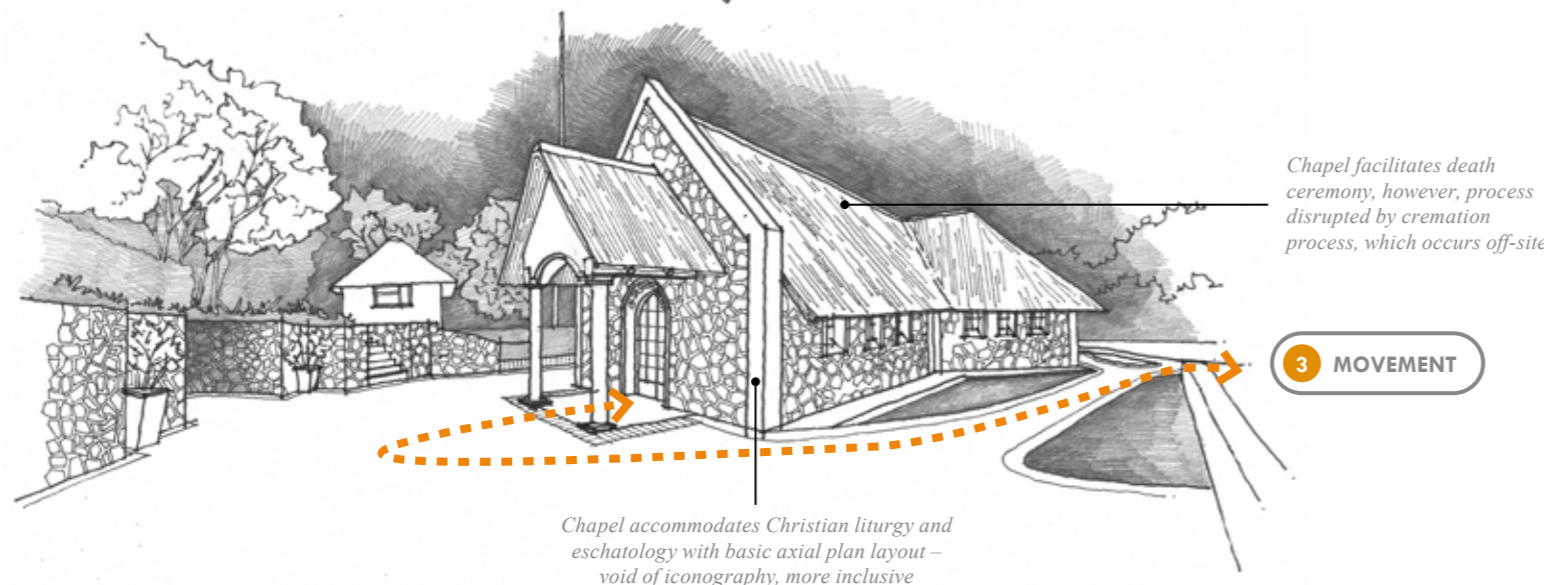 Chapel facilitates death
ceremony, however, process
disrupted by cremation
process, which occurs off-site
3 MOVEMENT
Chapel accommodates Christian liturgy and
eschatology with basic axial plan layout –
void of iconography, more inclusive